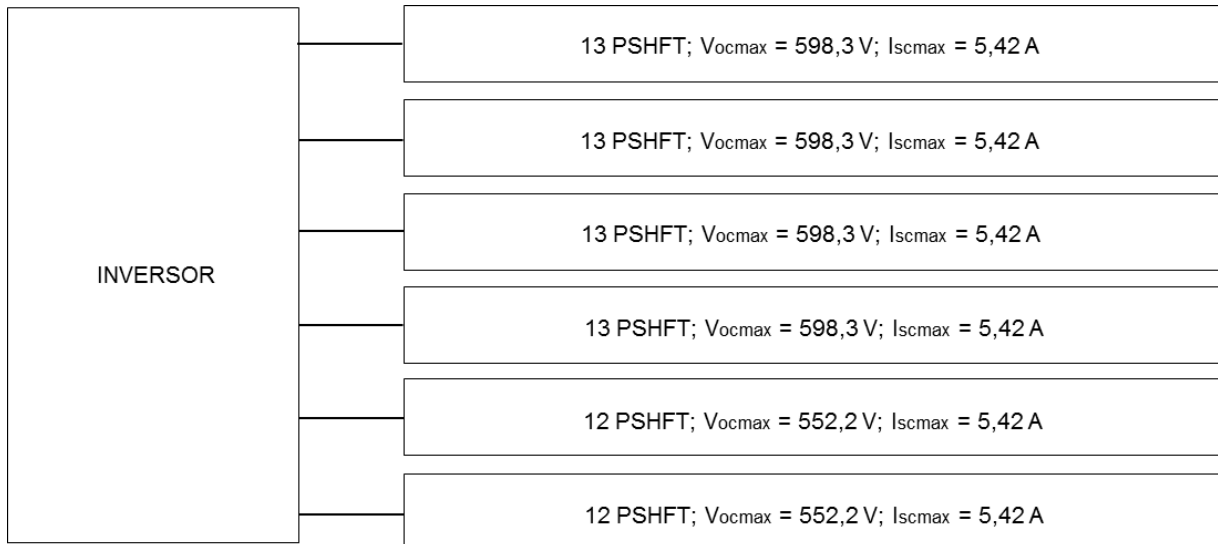 13 PSHFT; Vocmax = 598,3 V; Iscmax = 5,42 A
13 PSHFT; Vocmax = 598,3 V; Iscmax = 5,42 A
13 PSHFT; Vocmax = 598,3 V; Iscmax = 5,42 A
INVERSOR
13 PSHFT; Vocmax = 598,3 V; Iscmax = 5,42 A
12 PSHFT; Vocmax = 552,2 V; Iscmax = 5,42 A
12 PSHFT; Vocmax = 552,2 V; Iscmax = 5,42 A